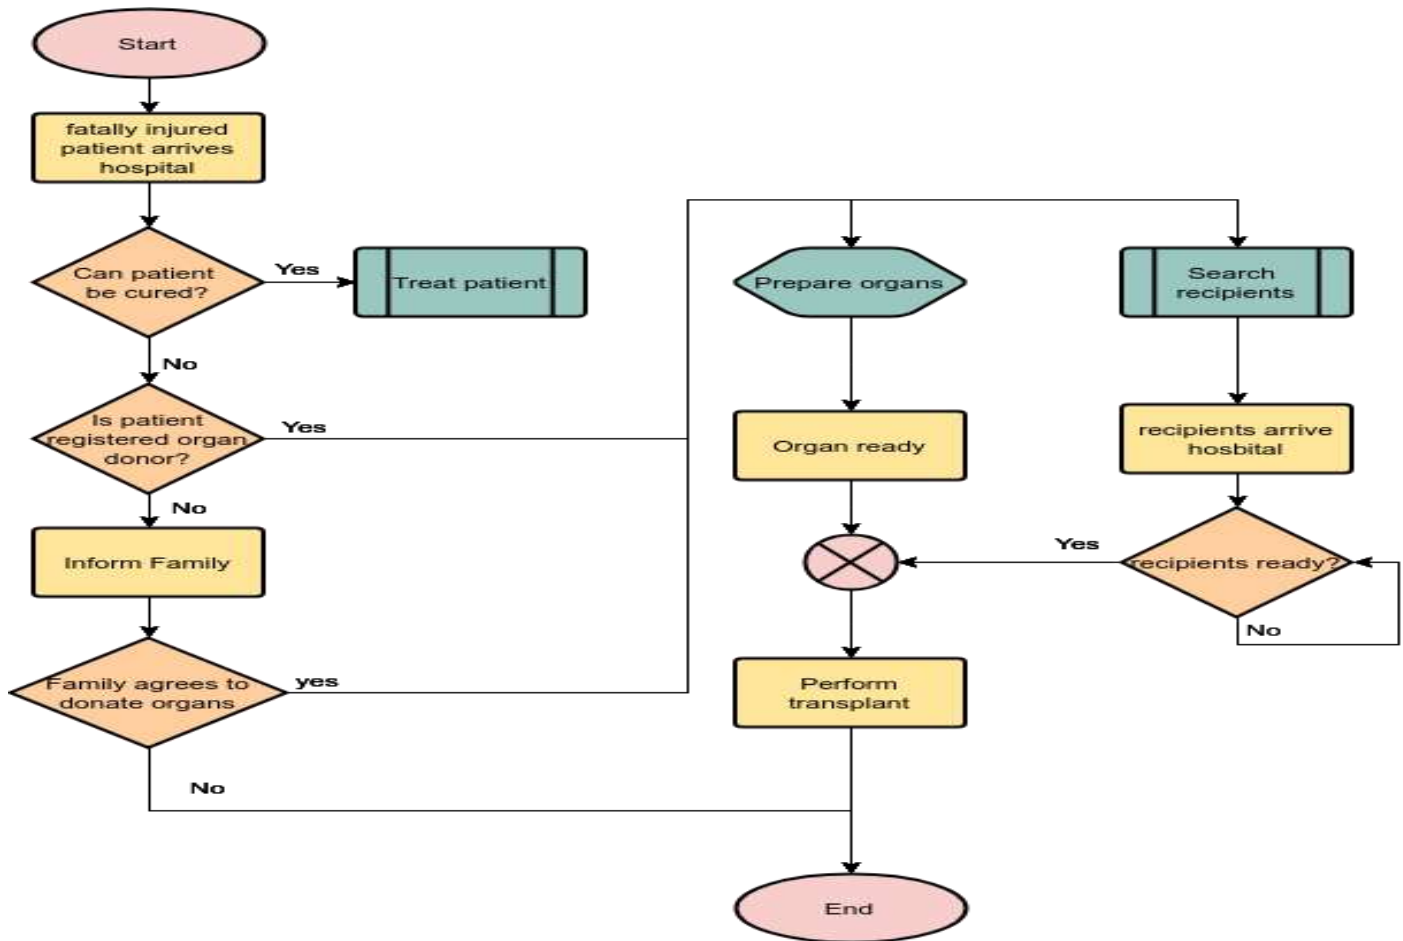 Start
fatally injured
patient arrives
hospital
Can patient
be cured?
Yes
Treat patient
No
Is patient
registered organ
donor?
Yes
No
Inform Family
Family agrees to
donate organs
yes
No
Prepare organs
Organ ready
Search
recipients
recipients arrive
hosbital
recipients ready?
Yes
No
Perform
transplant
End